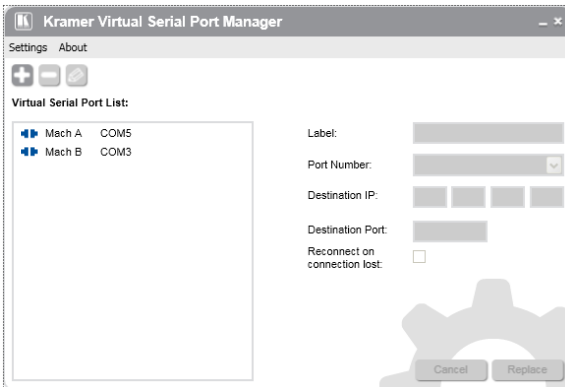 Kramer Virtual Serial Port Manager
Settings About
Virtual Serial Port List:
Mach A COM5
Mach B COM3
Label:
Port Number:
Destination IP:
Destination Port:
Reconnect on
connection lost:
Cancel Replace